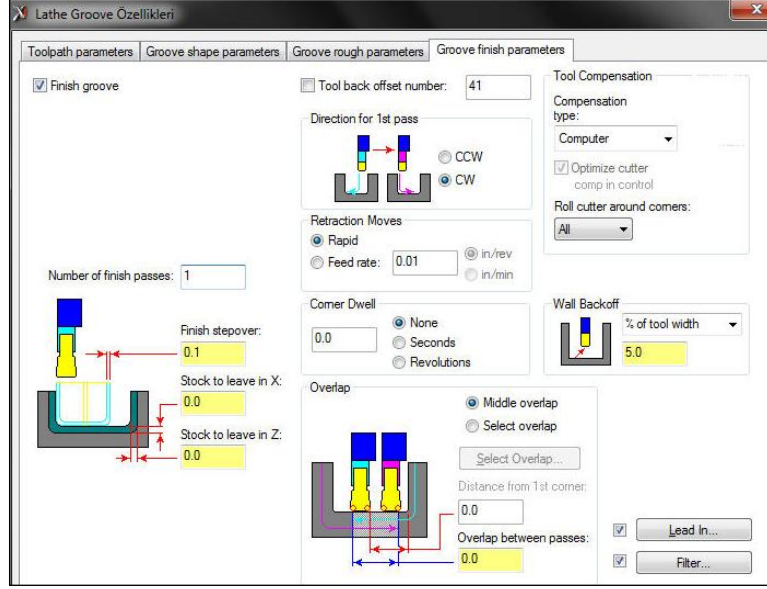 Lathe Groove Özellikleri
Toolpath parameters
Groove shape parameters
Groove rough parameters
Groove finish parameters
Finish groove
Number of finish passes: 1
Finish stepover:
0.1
Stock to leave in X:
0.0
Stock to leave in Z:
0.0
Tool back offset number: 41
Direction for 1st pass
CCW
CW
Retraction Moves
Rapid
Feed rate: 0.01
in/rev
in/min
Corner Dwell
0.0
None
Seconds
Revolutions
Overlap
Middle overlap
Select overlap
Select Overlap...
Distance from 1st corner:
0.0
Overlap between passes:
0.0
Tool Compensation
Compensation
type:
Computer
Optimize cutter
comp in control
Roll cutter around corners:
All
Wall Backoff
% of tool width
5.0
Lead In...
Filter...